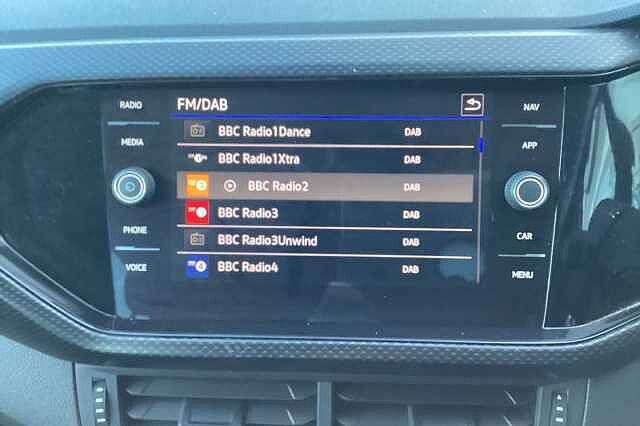 RADIO
FM/DAB
NAV
MEDIA
BBC Radio1Dance DAB
APP
BBC Radio1Xtra DAB
BBC Radio2 DAB
BBC Radio3 DAB
PHONE
BBC Radio3Unwind DAB
CAR
VOICE
BBC Radio4 DAB
MENU